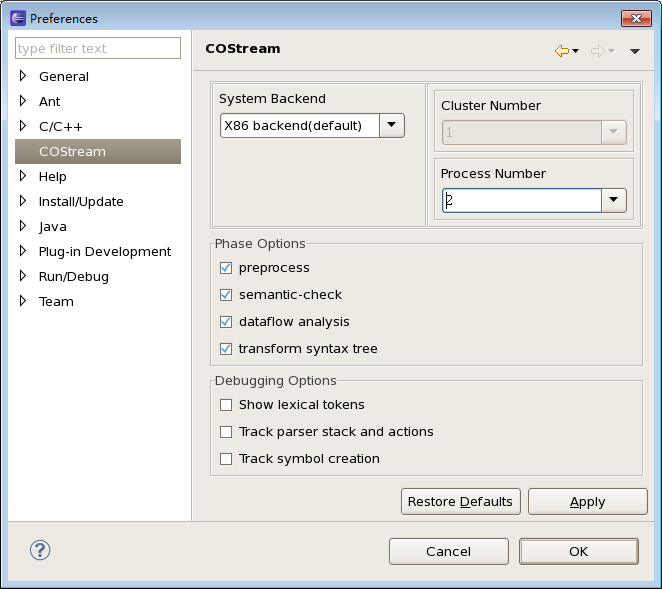 Preferences
type filter text
General
Ant
C/C++
COStream
Help
Install/Update
Java
Plug-in Development
Run/Debug
Team
COStream
System Backend
X86 backend(default)
Cluster Number
1
Process Number
2
Phase Options
preprocess
semantic-check
dataflow analysis
transform syntax tree
Debugging Options
Show lexical tokens
Track parser stack and actions
Track symbol creation
Restore Defaults
Apply
?
Cancel
OK